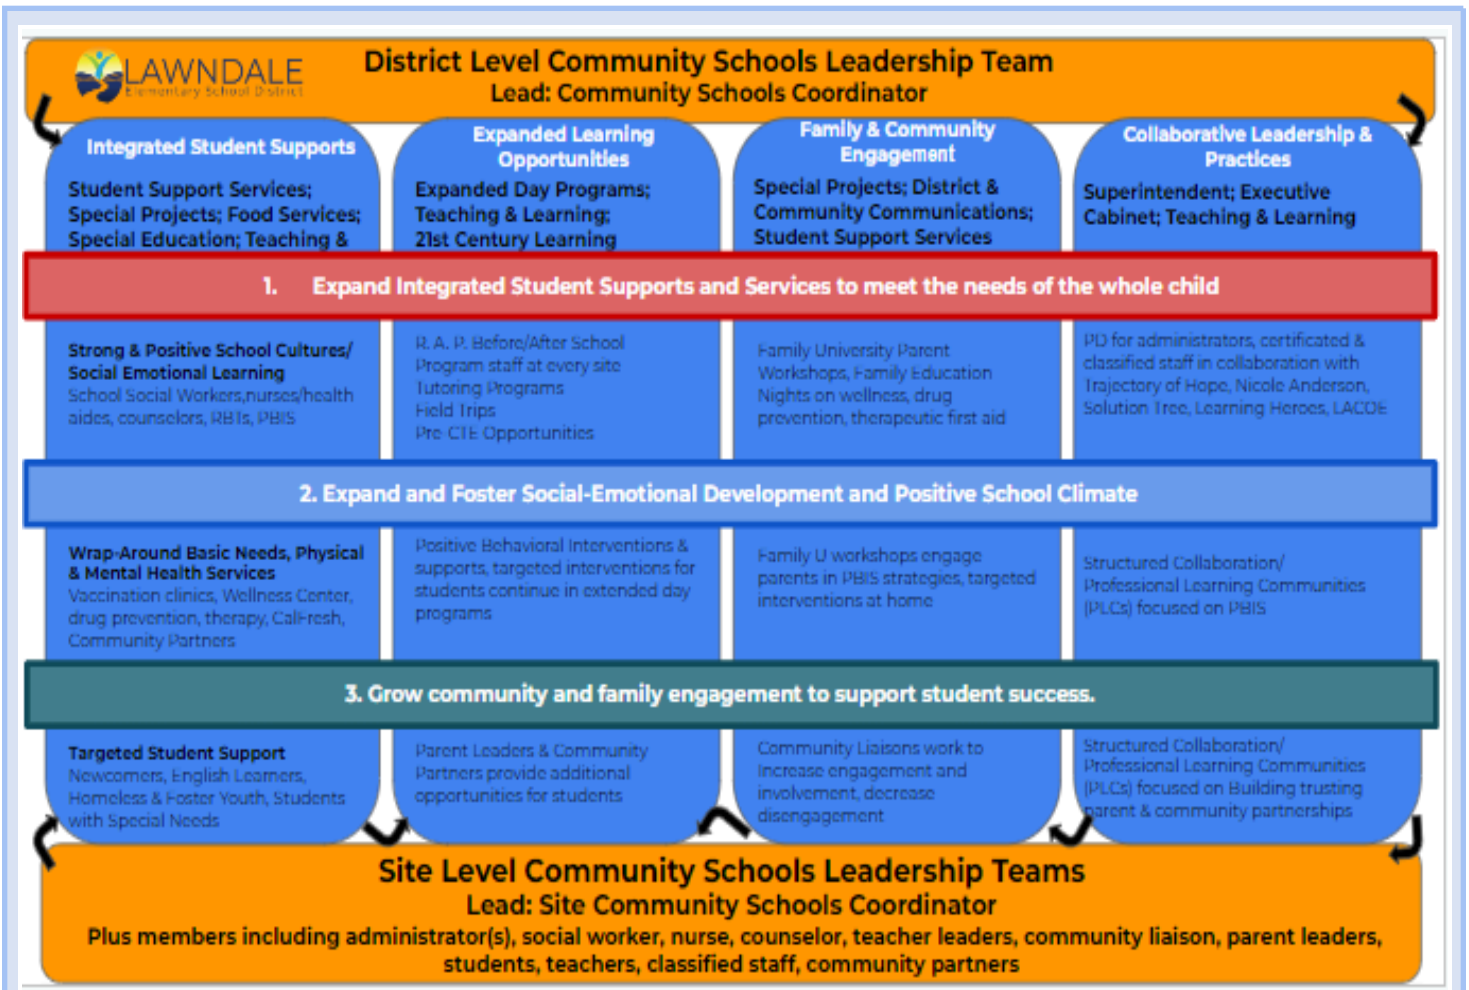 LAWNDALE
Elementary School District
District Level Community Schools Leadership Team
Lead: Community Schools Coordinator
Integrated Student Supports
Student Support Services;
Special Projects; Food Services;
Special Education; Teaching &
Expanded Learning
Opportunities
Expanded Day Programs;
Teaching & Learning;
21st Century Learning
Family & Community
Engagement
Special Projects; District &
Community Communications;
Student Support Services
Collaborative Leadership &
Practices
Superintendent; Executive
Cabinet; Teaching & Learning
1. Expand Integrated Student Supports and Services to meet the needs of the whole child
Strong & Positive School Cultures/
Social Emotional Learning
School Social Workers,nurses/health
aides, counselors, RBTs, PBIS
R. A. P. Before/After School
Program staff at every site
Tutoring Programs
Field Trips
Pre-CTE Opportunities
Family University Parent
Workshops, Family Education
Nights on wellness, drug
prevention, therapeutic first aid
PD for administrators, certificated &
classified staff in collaboration with
Trajectory of Hope, Nicole Anderson,
Solution Tree, Learning Heroes, LACOE
2. Expand and Foster Social-Emotional Development and Positive School Climate
Wrap-Around Basic Needs, Physical
& Mental Health Services
Vaccination clinics, Wellness Center,
drug prevention, therapy, CalFresh,
Community Partners
Positive Behavioral Interventions &
supports, targeted interventions for
students continue in extended day
programs
Family U workshops engage
parents in PBIS strategies, targeted
interventions at home
Structured Collaboration/
Professional Learning Communities
(PLCs) focused on PBIS
3. Grow community and family engagement to support student success.
Targeted Student Support
Newcomers, English Learners,
Homeless & Foster Youth, Students
with Special Needs
Parent Leaders & Community
Partners provide additional
opportunities for students
Community Liaisons work to
Increase engagement and
involvement, decrease
disengagement
Structured Collaboration/
Professional Learning Communities
(PLCs) focused on Building trusting
parent & community partnerships
Site Level Community Schools Leadership Teams
Lead: Site Community Schools Coordinator
Plus members including administrator(s), social worker, nurse, counselor, teacher leaders, community liaison, parent leaders,
students, teachers, classified staff, community partners